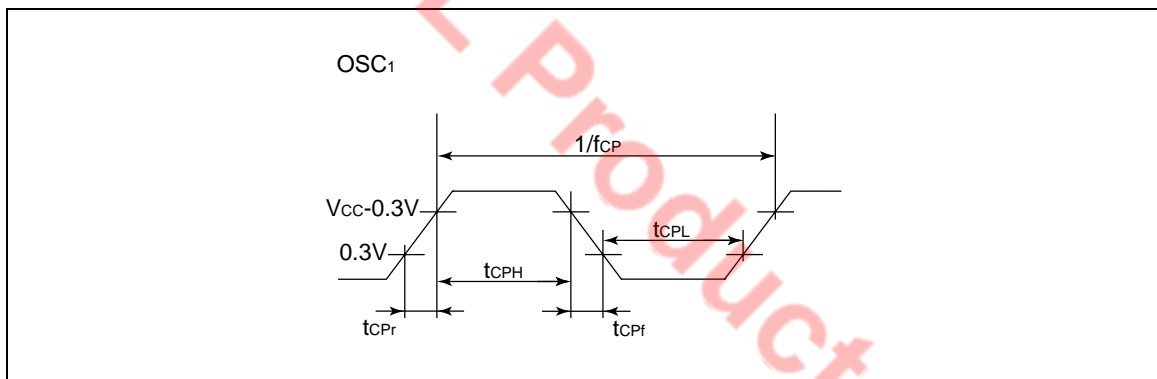 OSC1
1/fCP
VCC-0.3V
tCPL
0.3V
tCPH
tCPr
tCPf
L Product